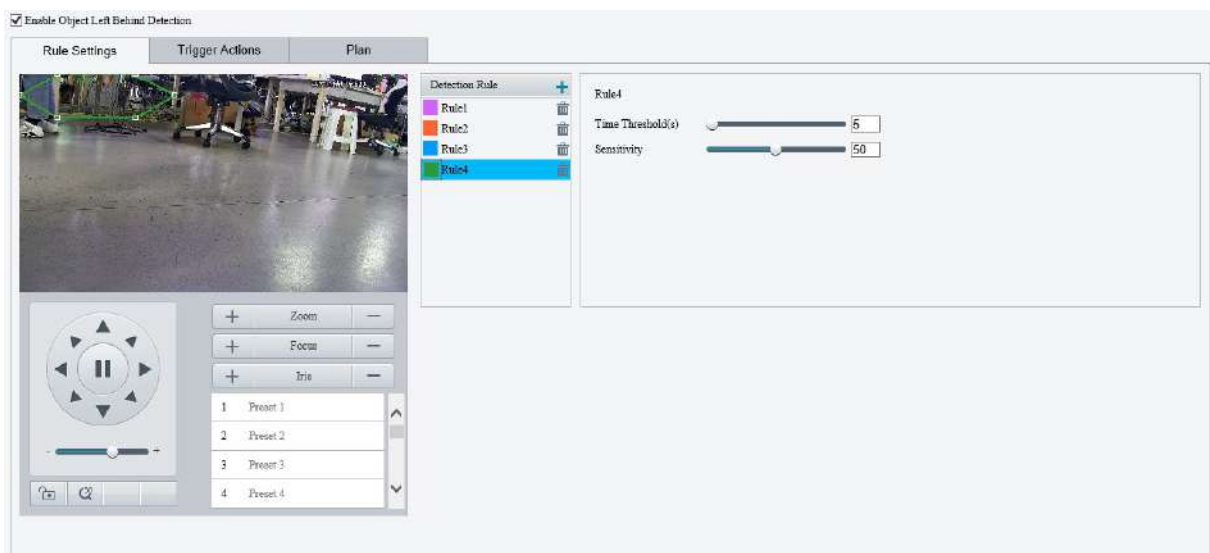 Enable Object Left Behind Detection
Rule Settings
Trigger Actions
Plan
Detection Rule
Rule1
Rule2
Rule3
Rule4
Rule4
Time Threshold(s)
5
Sensitivity
50
+ Zoom −
+ Focus −
+ Iris −
1 Preset 1
2 Preset 2
3 Preset 3
4 Preset 4
- +